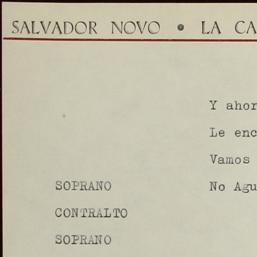 SALVADOR NOVO • LA CA
Y ahor
Le enc
Vamos
SOPRANO No Agu
CONTRALTO
SOPRANO